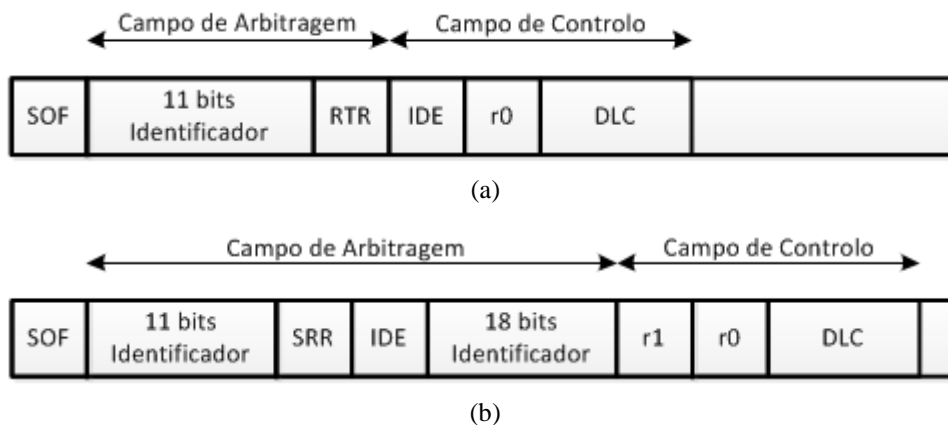 Campo de Arbitragem Campo de Controlo
SOF 11 bits Identificador RTR IDE r0 DLC
(a)
Campo de Arbitragem Campo de Controlo
SOF 11 bits Identificador SRR IDE 18 bits Identificador r1 r0 DLC
(b)